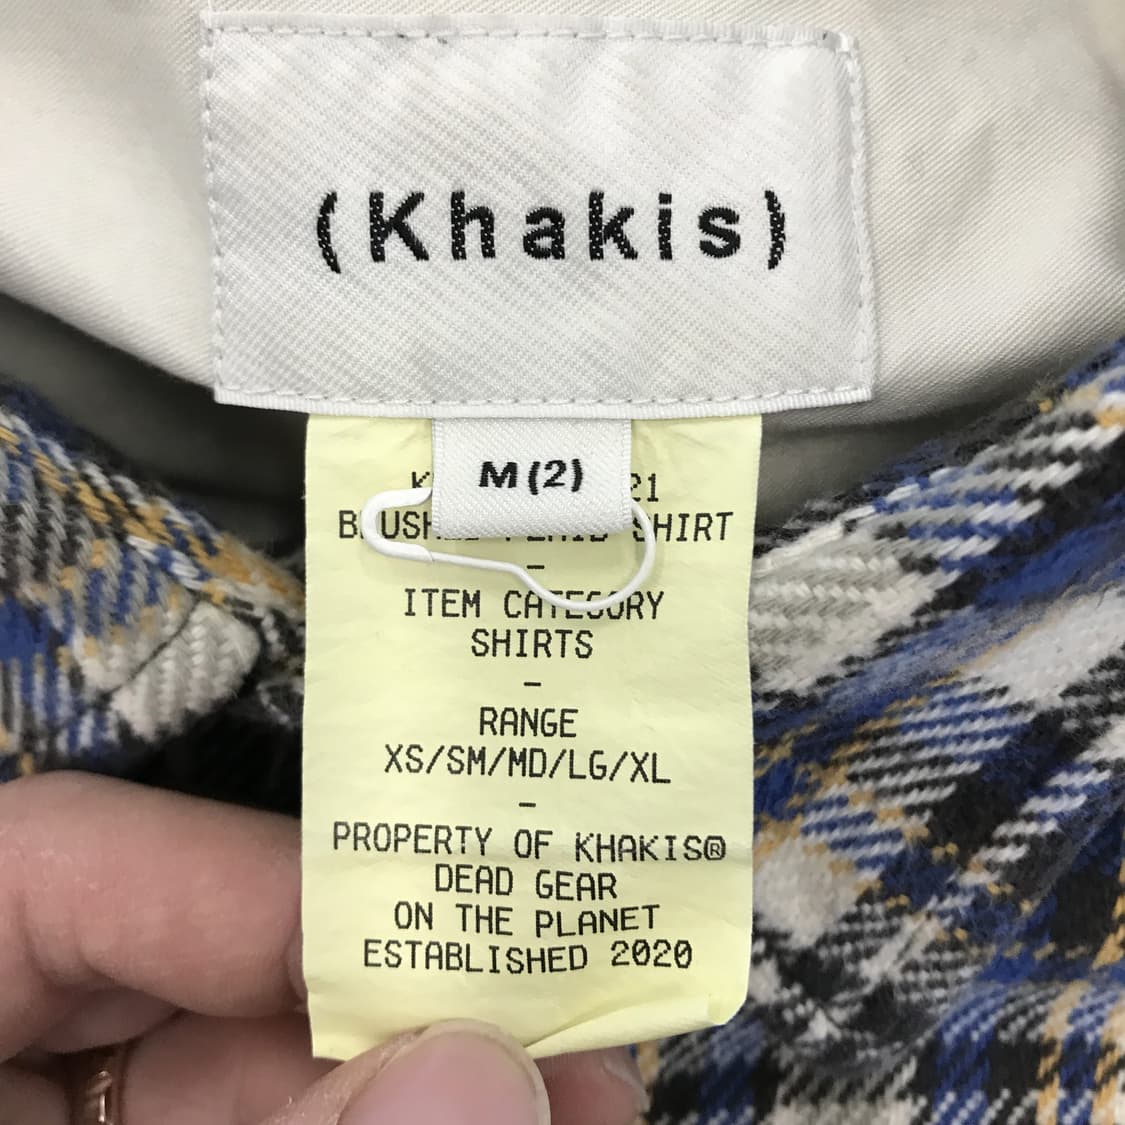 (Khakis)
M(2)
SHIRT
ITEM CATEGORY
SHIRTS
-
RANGE
XS/SM/MD/LG/XL
-
PROPERTY OF KHAKIS®
DEAD GEAR
ON THE PLANET
ESTABLISHED 2020